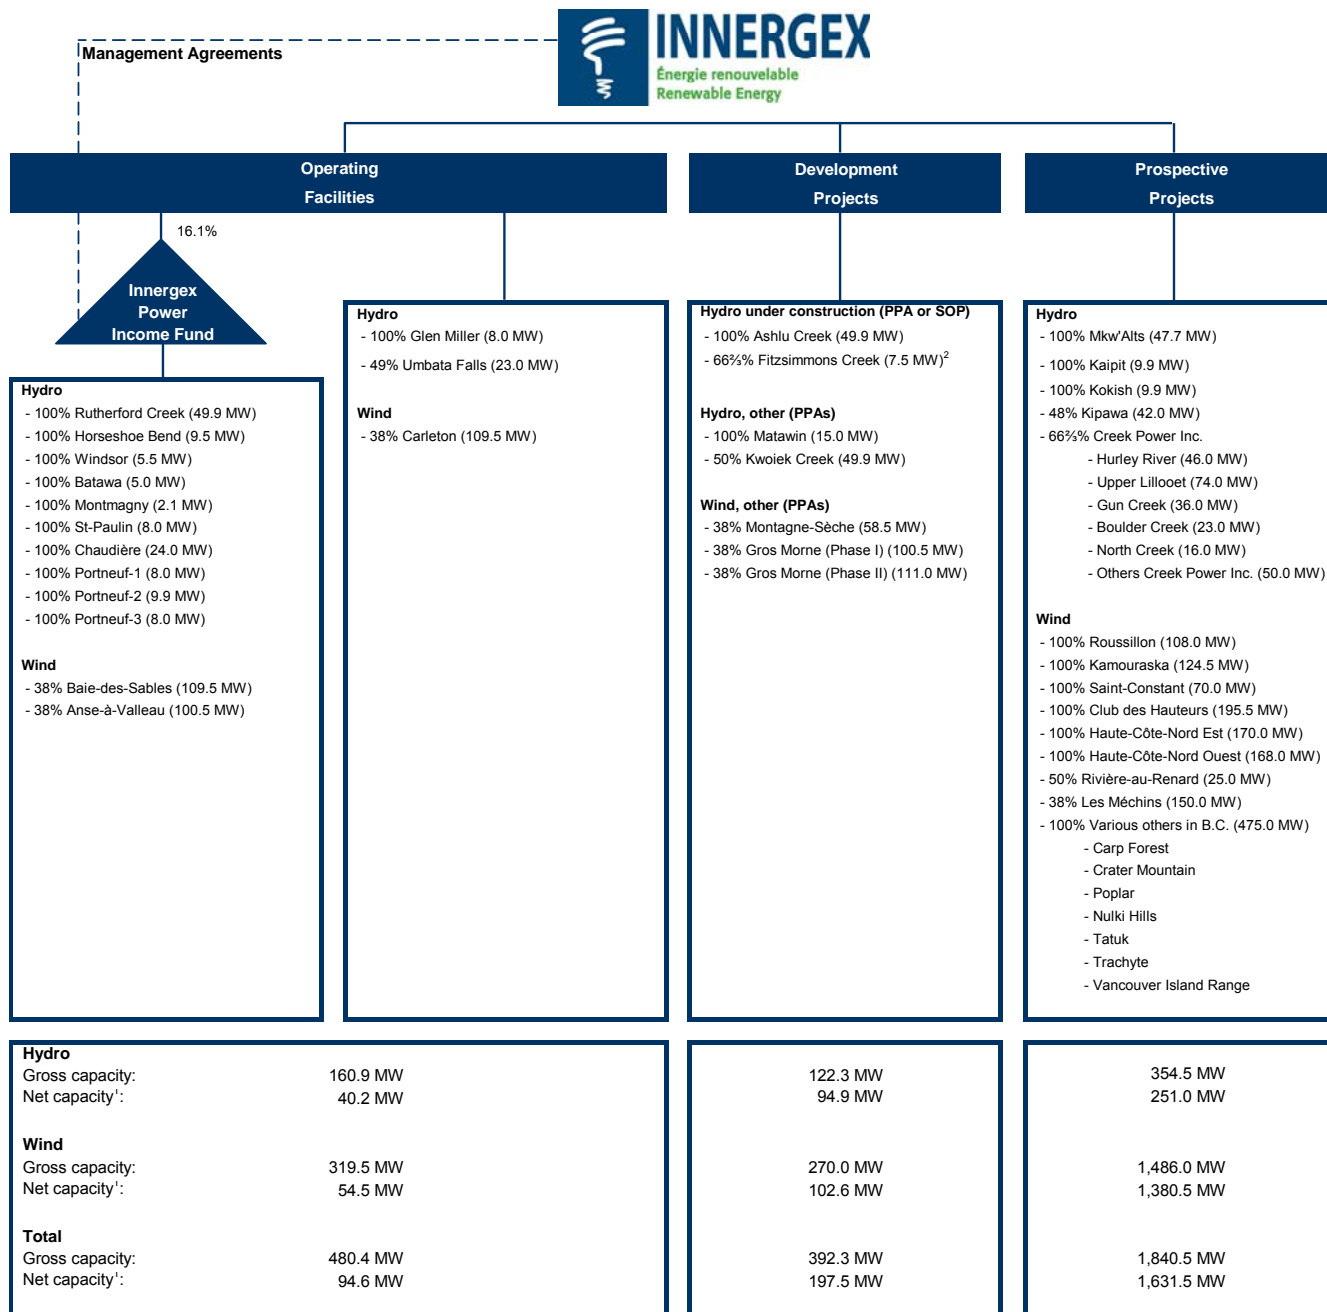 INNERGEX
Énergie renouvelable
Renewable Energy
Management Agreements
Operating
Facilities
Development
Projects
Prospective
Projects
16.1%
Innergex
Power
Income Fund
Hydro
- 100% Rutherford Creek (49.9 MW)
- 100% Horseshoe Bend (9.5 MW)
- 100% Windsor (5.5 MW)
- 100% Batawa (5.0 MW)
- 100% Montmagny (2.1 MW)
- 100% St-Paulin (8.0 MW)
- 100% Chaudière (24.0 MW)
- 100% Portneuf-1 (8.0 MW)
- 100% Portneuf-2 (9.9 MW)
- 100% Portneuf-3 (8.0 MW)
Wind
- 38% Baie-des-Sables (109.5 MW)
- 38% Anse-à-Valleau (100.5 MW)
Hydro
- 100% Glen Miller (8.0 MW)
- 49% Umbata Falls (23.0 MW)
Wind
- 38% Carleton (109.5 MW)
Hydro under construction (PPA or SOP)
- 100% Ashlu Creek (49.9 MW)
- 66⅔% Fitzsimmons Creek (7.5 MW)²
Hydro, other (PPAs)
- 100% Matawin (15.0 MW)
- 50% Kwoiek Creek (49.9 MW)
Wind, other (PPAs)
- 38% Montagne-Sèche (58.5 MW)
- 38% Gros Morne (Phase I) (100.5 MW)
- 38% Gros Morne (Phase II) (111.0 MW)
Hydro
- 100% Mkw'Alts (47.7 MW)
- 100% Kaipit (9.9 MW)
- 100% Kokish (9.9 MW)
- 48% Kipawa (42.0 MW)
- 66⅔% Creek Power Inc.
- Hurley River (46.0 MW)
- Upper Lillooet (74.0 MW)
- Gun Creek (36.0 MW)
- Boulder Creek (23.0 MW)
- North Creek (16.0 MW)
- Others Creek Power Inc. (50.0 MW)
Wind
- 100% Roussillon (108.0 MW)
- 100% Kamouraska (124.5 MW)
- 100% Saint-Constant (70.0 MW)
- 100% Club des Hauteurs (195.5 MW)
- 100% Haute-Côte-Nord Est (170.0 MW)
- 100% Haute-Côte-Nord Ouest (168.0 MW)
- 50% Rivière-au-Renard (25.0 MW)
- 38% Les Méchins (150.0 MW)
- 100% Various others in B.C. (475.0 MW)
- Carp Forest
- Crater Mountain
- Poplar
- Nulki Hills
- Tatuk
- Trachyte
- Vancouver Island Range
Hydro
Gross capacity: 160.9 MW 122.3 MW 354.5 MW
Net capacity¹: 40.2 MW 94.9 MW 251.0 MW
Wind
Gross capacity: 319.5 MW 270.0 MW 1,486.0 MW
Net capacity¹: 54.5 MW 102.6 MW 1,380.5 MW
Total
Gross capacity: 480.4 MW 392.3 MW 1,840.5 MW
Net capacity¹: 94.6 MW 197.5 MW 1,631.5 MW